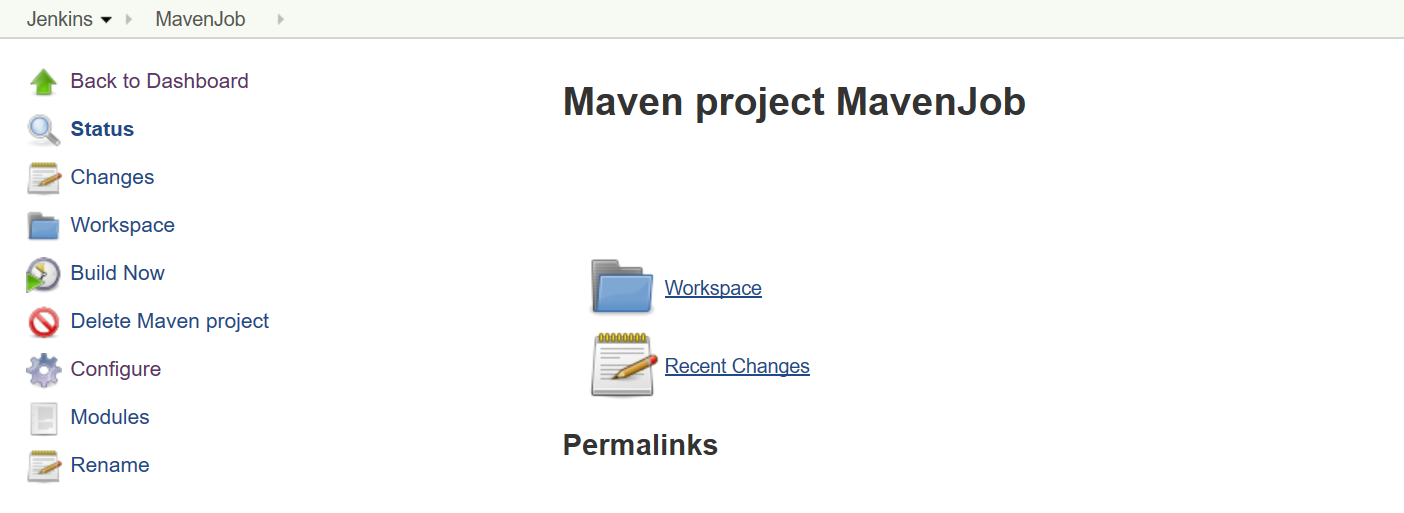 Jenkins MavenJob
Back to Dashboard
Status
Changes
Workspace
Build Now
Delete Maven project
Configure
Modules
Rename
Maven project MavenJob
Workspace
Recent Changes
Permalinks